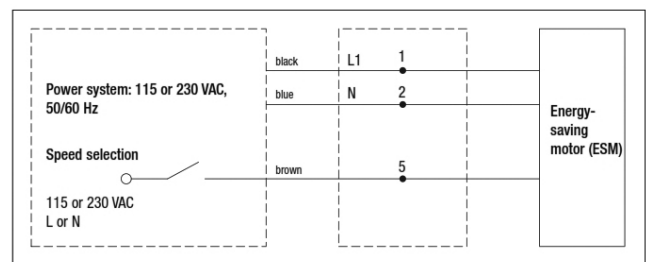 black
L1
1
Power system: 115 or 230 VAC,
50/60 Hz
blue
N
2
Energy-
saving
motor (ESM)
Speed selection
brown
5
115 or 230 VAC
L or N